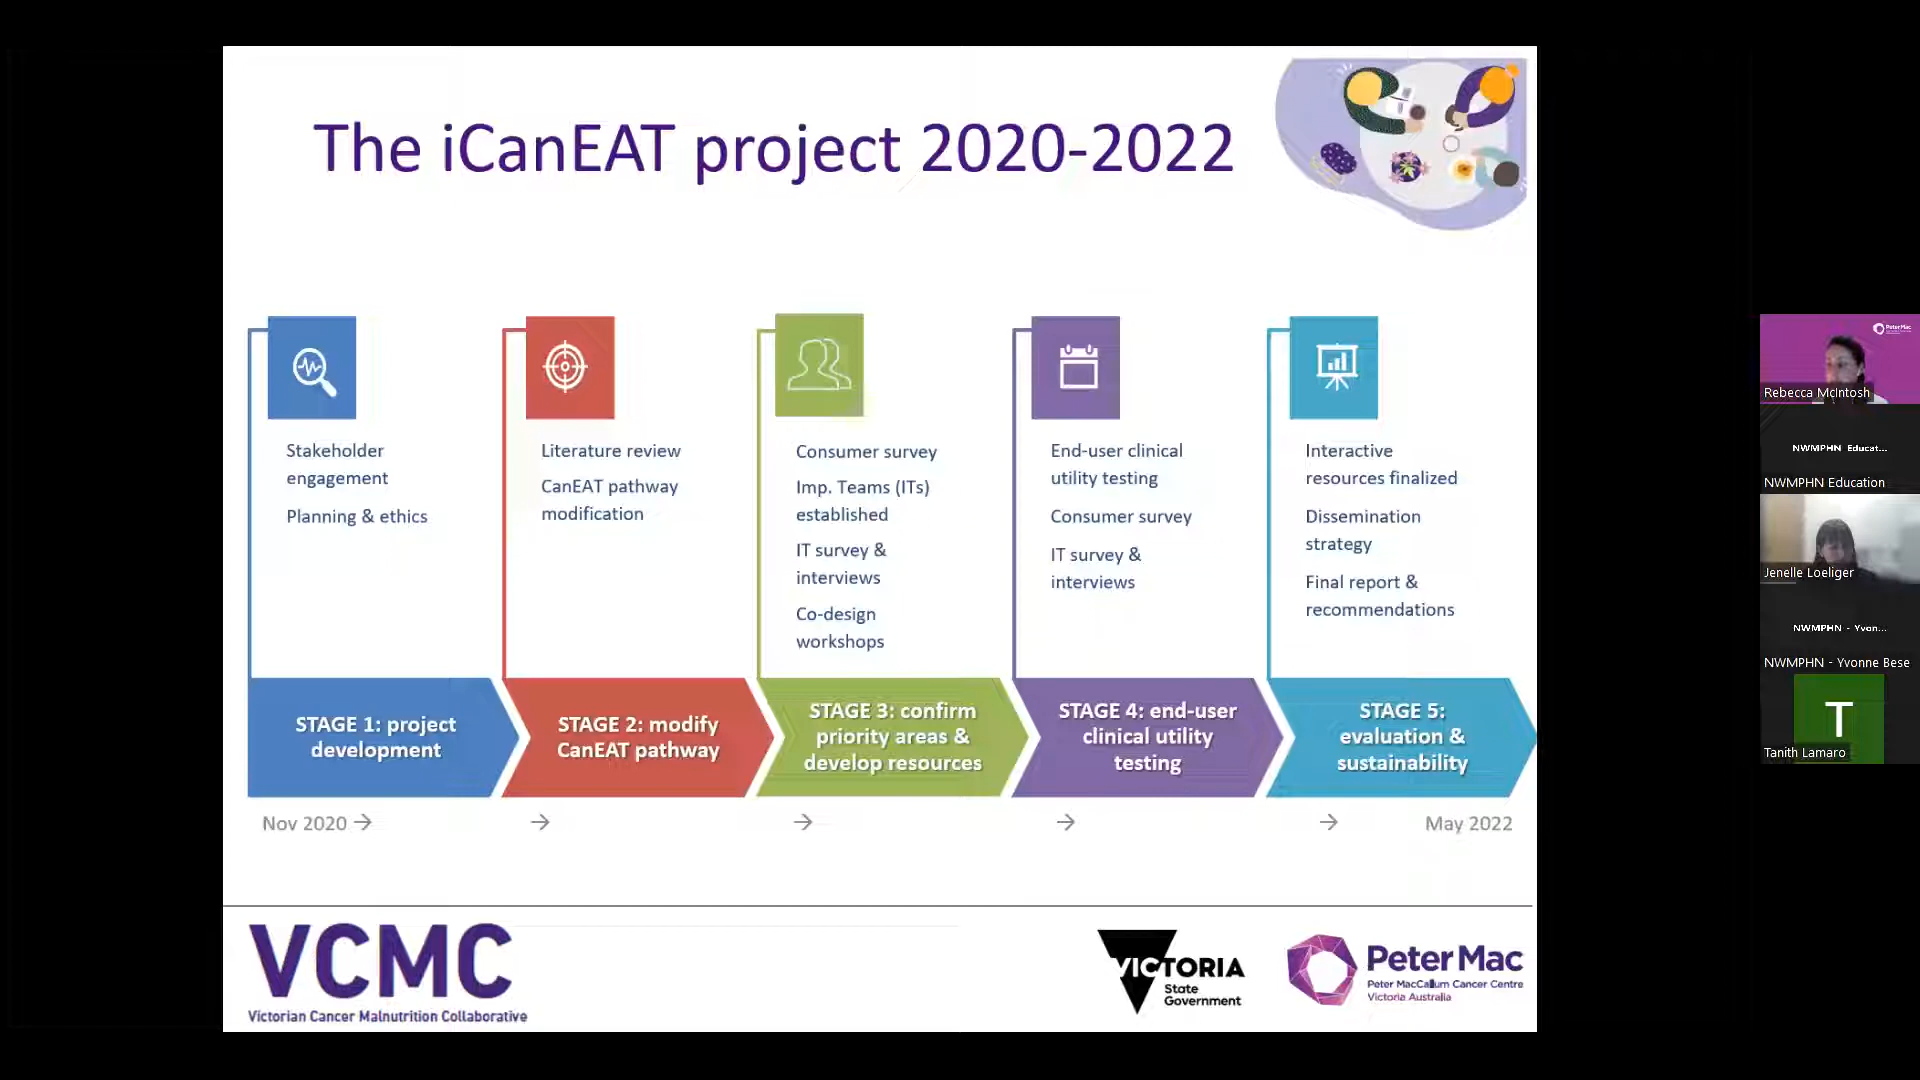 The iCanEAT project 2020-2022
Stakeholder
engagement
Planning & ethics
Literature review
CanEAT pathway
modification
Consumer survey
Imp. Teams (ITs)
established
IT survey &
interviews
Co-design
workshops
End-user clinical
utility testing
Consumer survey
IT survey &
interviews
Interactive
resources finalized
Dissemination
strategy
Final report &
recommendations
STAGE 1: project
development
STAGE 2: modify
CanEAT pathway
STAGE 3: confirm
priority areas &
develop resources
STAGE 4: end-user
clinical utility
testing
STAGE 5:
evaluation &
sustainability
Nov 2020 →
→
→
→
→
May 2022
VCMC
Victorian Cancer Malnutrition Collaborative
VICTORIA
State
Government
Peter Mac
Peter MacCallum Cancer Centre
Victoria Australia
PeterMac
Rebecca McIntosh
NWMPHN Educat...
NWMPHN Education
Jenelle Loeliger
NWMPHN - Yvon...
NWMPHN - Yvonne Bese
T
Tanith Lamaro